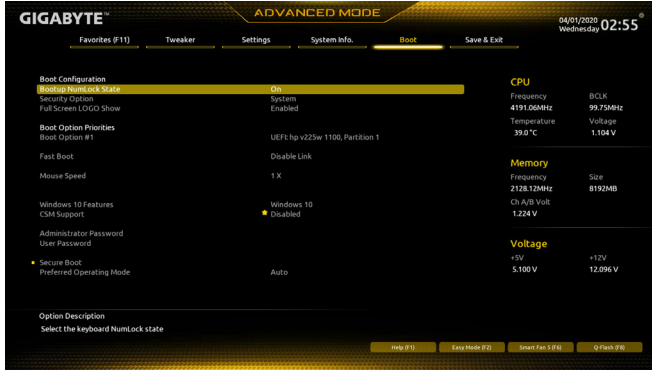 GIGABYTE™
ADVANCED MODE
04/01/2020
Wednesday 02:55
Favorites (F11) Tweaker Settings System Info. Boot Save & Exit
Boot Configuration
Bootup NumLock State On
Security Option System
Full Screen LOGO Show Enabled
Boot Option Priorities
Boot Option #1 UEFI: hp v225w 1100, Partition 1
Fast Boot Disable Link
Mouse Speed 1 X
Windows 10 Features Windows 10
CSM Support Disabled
Administrator Password
User Password
Secure Boot
Preferred Operating Mode Auto
CPU
Frequency BCLK
4191.06MHz 99.75MHz
Temperature Voltage
39.0 °C 1.104 V
Memory
Frequency Size
2128.12MHz 8192MB
Ch A/B Volt
1.224 V
Voltage
+5V +12V
5.100 V 12.096 V
Option Description
Select the keyboard NumLock state
Help (F1) Easy Mode (F2) Smart Fan 5 (F6) Q-Flash (F8)